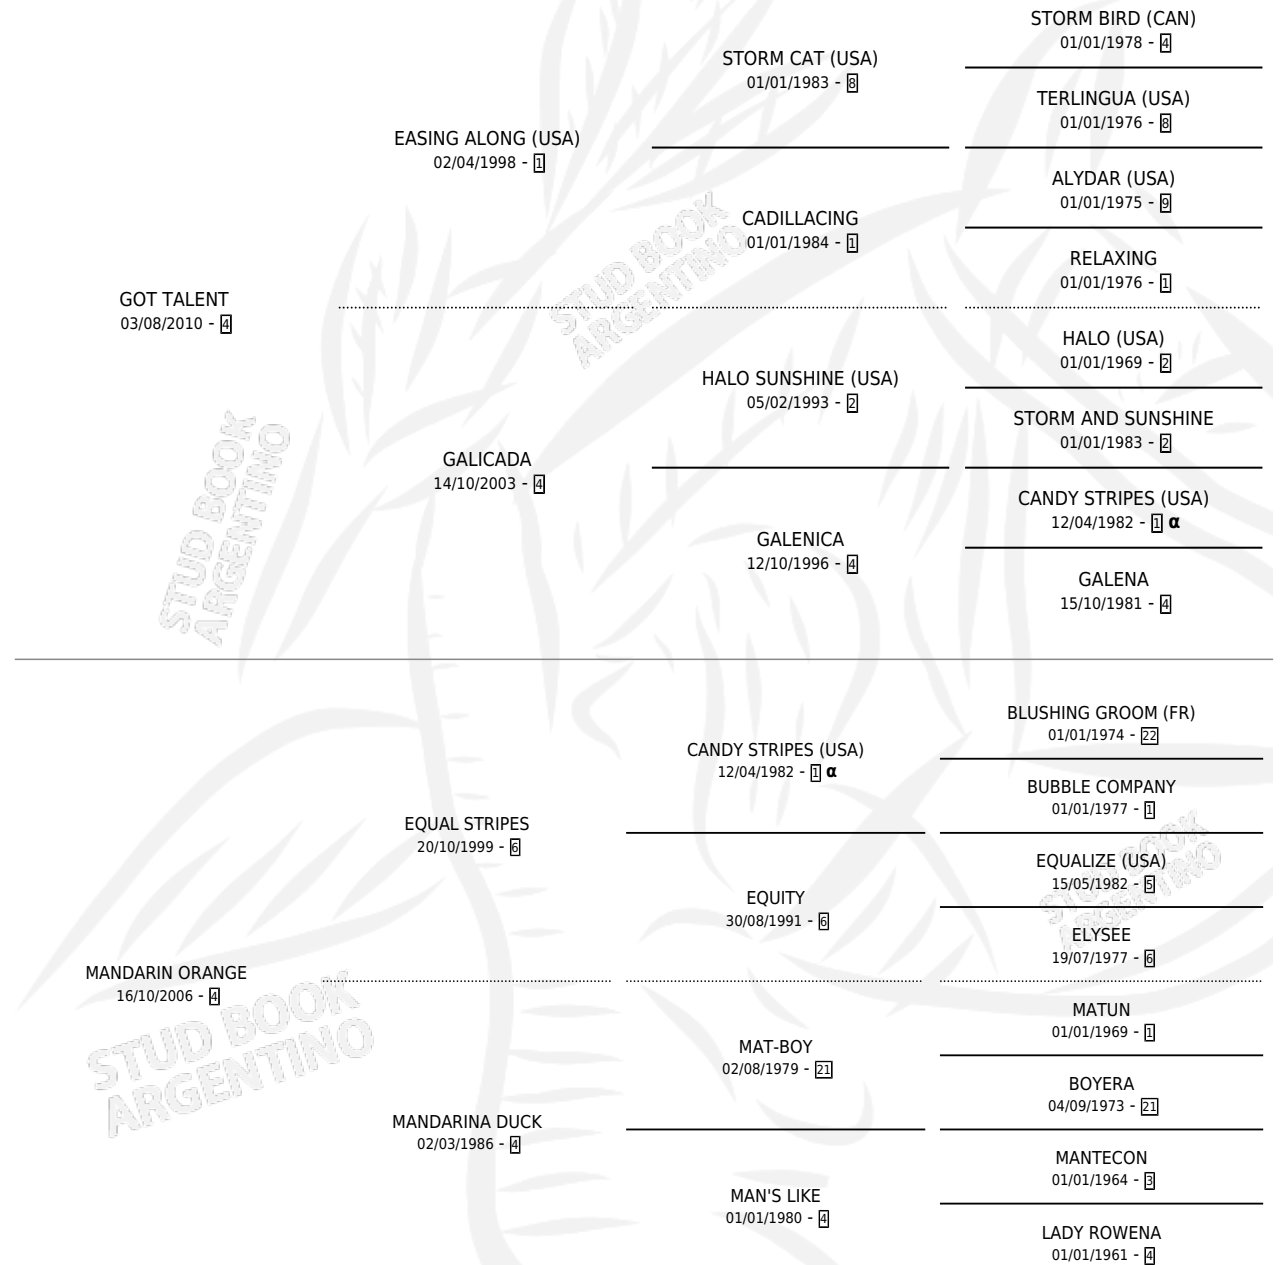 STORM BIRD (CAN)
01/01/1978 - 4
STORM CAT (USA)
01/01/1983 - 8
TERLINGUA (USA)
01/01/1976 - 8
EASING ALONG (USA)
02/04/1998 - 1
ALYDAR (USA)
01/01/1975 - 9
CADILLACING
01/01/1984 - 1
RELAXING
01/01/1976 - 1
GOT TALENT
03/08/2010 - 4
HALO (USA)
01/01/1969 - 2
HALO SUNSHINE (USA)
05/02/1993 - 2
STORM AND SUNSHINE
01/01/1983 - 2
GALICADA
14/10/2003 - 4
CANDY STRIPES (USA)
12/04/1982 - 1 α
GALENICA
12/10/1996 - 4
GALENA
15/10/1981 - 4
BLUSHING GROOM (FR)
01/01/1974 - 22
CANDY STRIPES (USA)
12/04/1982 - 1 α
BUBBLE COMPANY
01/01/1977 - 1
EQUAL STRIPES
20/10/1999 - 6
EQUALIZE (USA)
15/05/1982 - 5
EQUITY
30/08/1991 - 6
ELYSEE
19/07/1977 - 6
MANDARIN ORANGE
16/10/2006 - 4
MATUN
01/01/1969 - 1
MAT-BOY
02/08/1979 - 21
BOYERA
04/09/1973 - 21
MANDARINA DUCK
02/03/1986 - 4
MANTECON
01/01/1964 - 3
MAN'S LIKE
01/01/1980 - 4
LADY ROWENA
01/01/1961 - 4
STUD BOOK
ARGENTINO
STUD BOOK
ARGENTINO
STUD BOOK
ARGENTINO
STUD BOOK
ARGENTINO